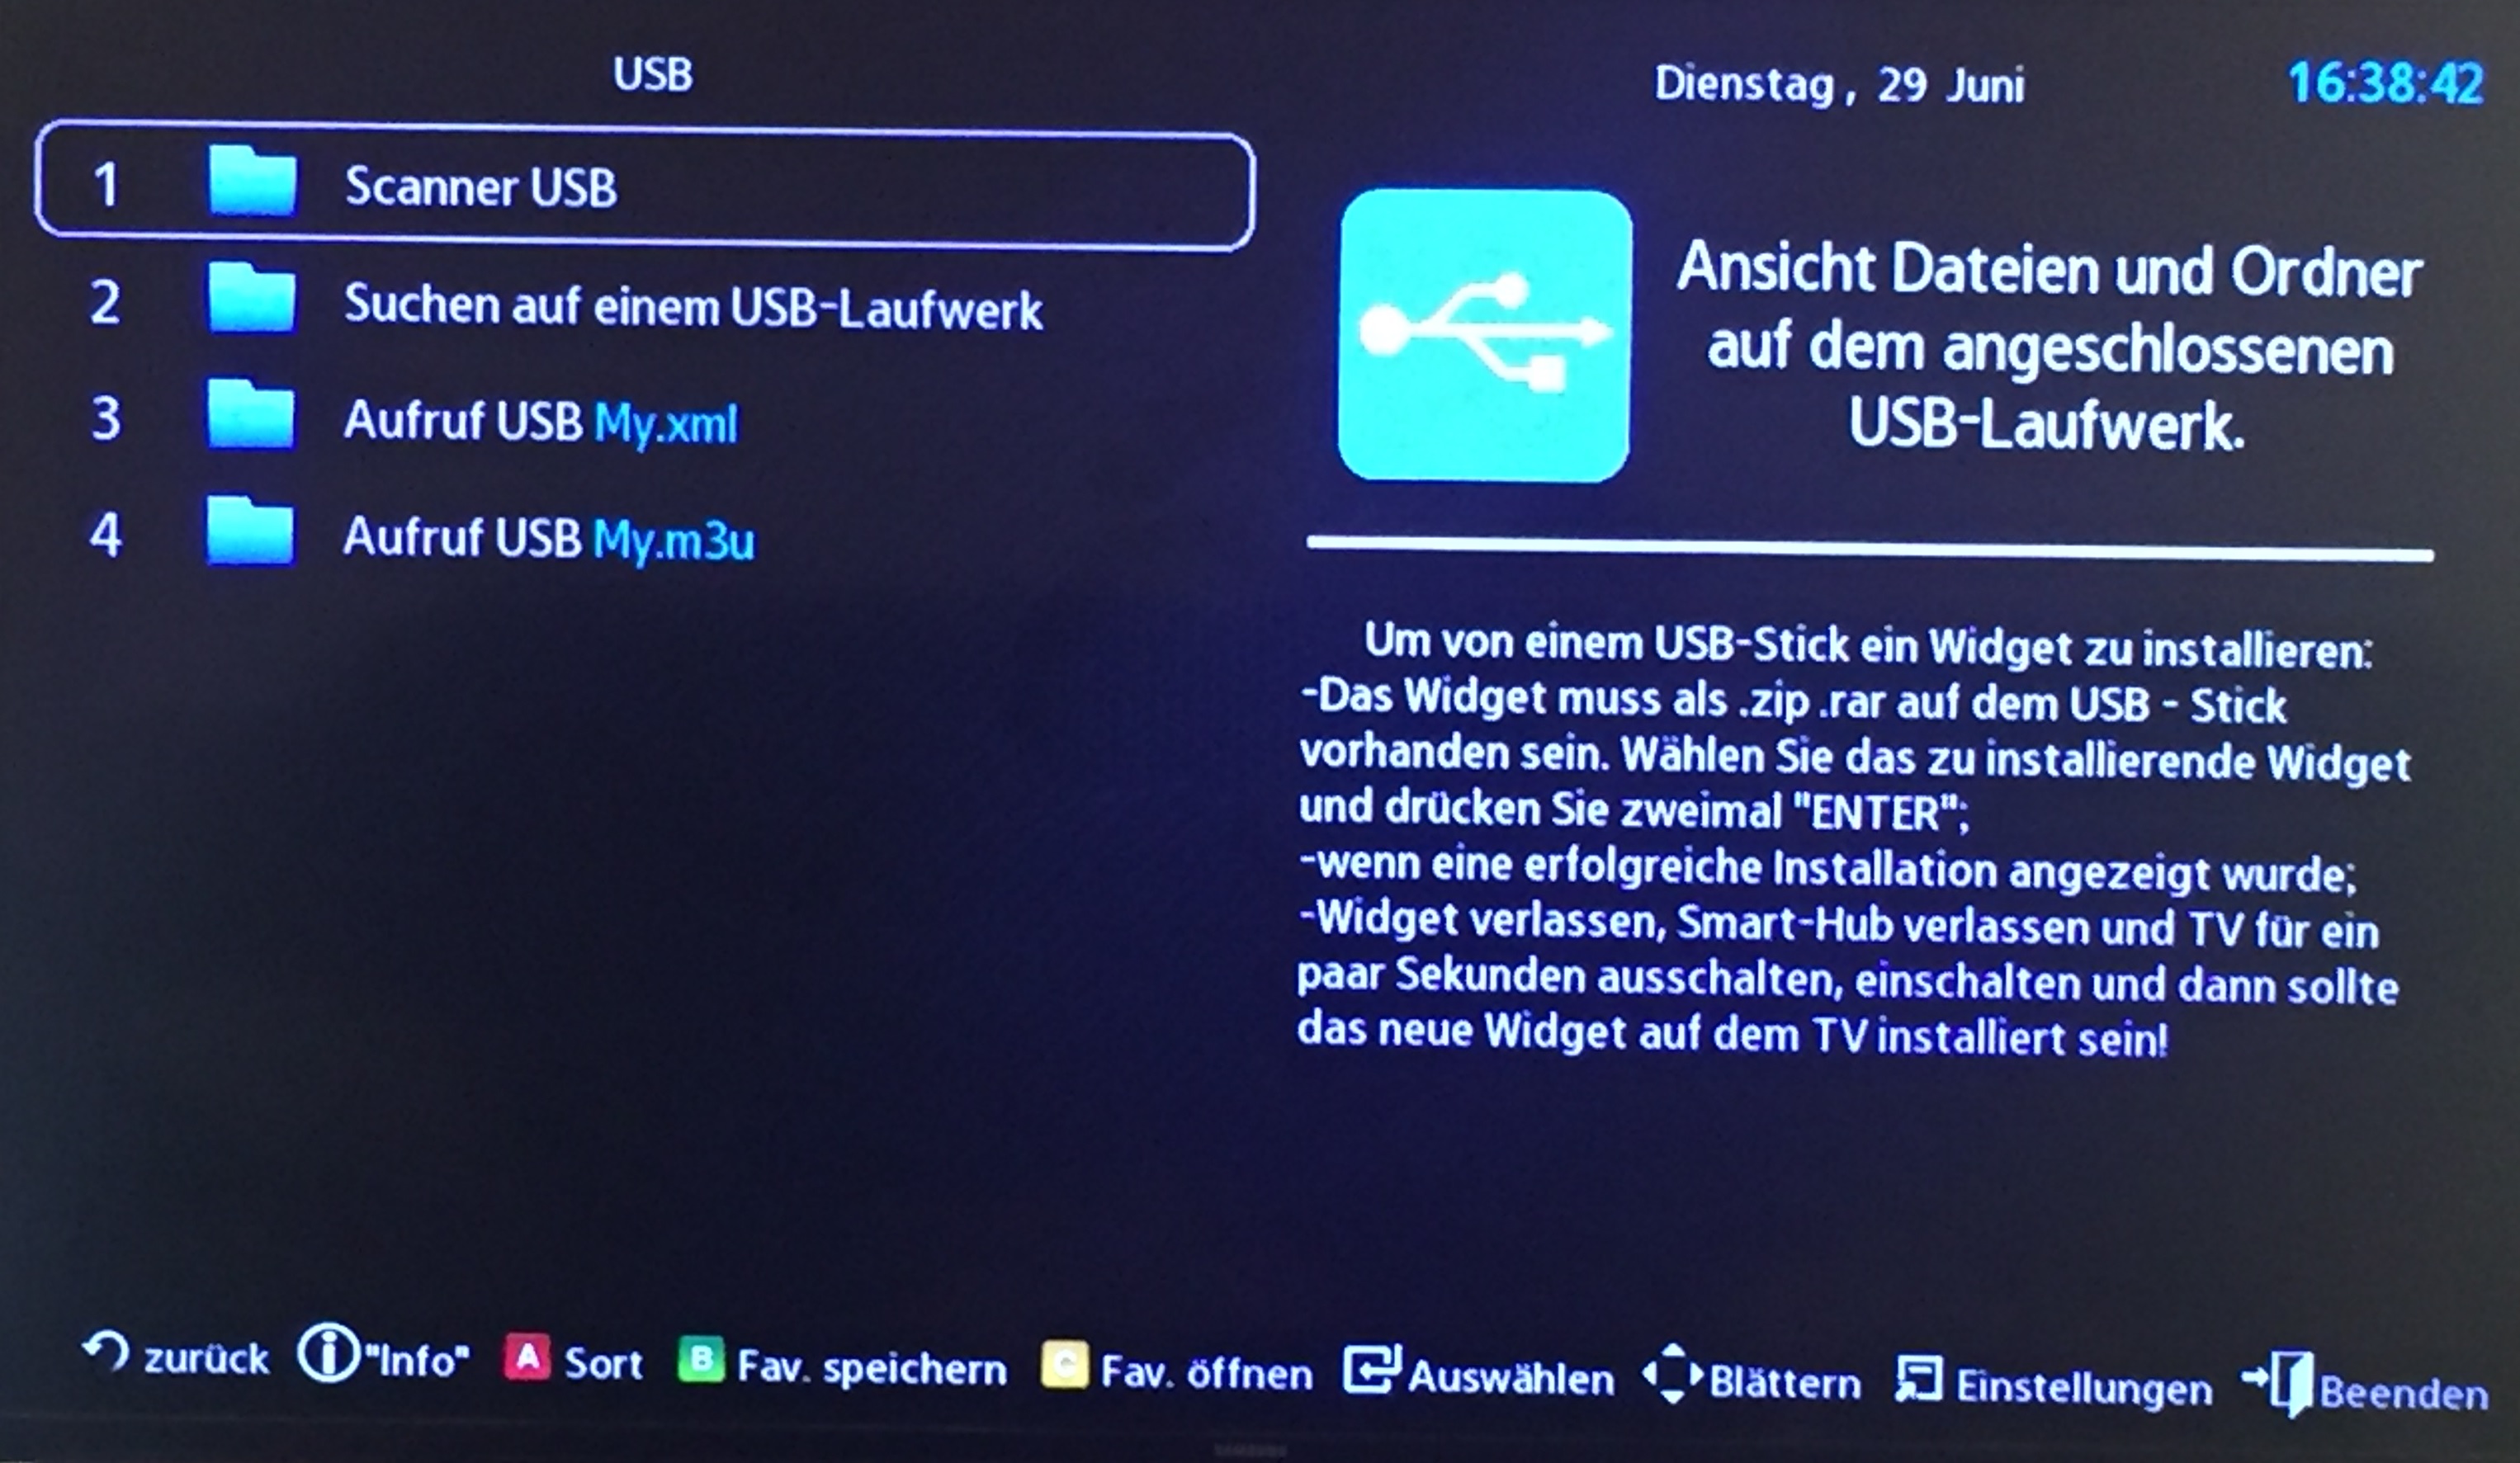 USB
Dienstag, 29 Juni
16:38:42
1 Scanner USB
2 Suchen auf einem USB-Laufwerk
3 Aufruf USB My.xml
4 Aufruf USB My.m3u
Ansicht Dateien und Ordner
auf dem angeschlossenen
USB-Laufwerk.
Um von einem USB-Stick ein Widget zu installieren:
-Das Widget muss als .zip .rar auf dem USB - Stick
vorhanden sein. Wählen Sie das zu installierende Widget
und drücken Sie zweimal "ENTER";
-wenn eine erfolgreiche Installation angezeigt wurde;
-Widget verlassen, Smart-Hub verlassen und TV für ein
paar Sekunden ausschalten, einschalten und dann sollte
das neue Widget auf dem TV installiert sein!
zurück "Info" A Sort B Fav. speichern C Fav. öffnen Auswählen Blättern Einstellungen Beenden
SAMSUNG